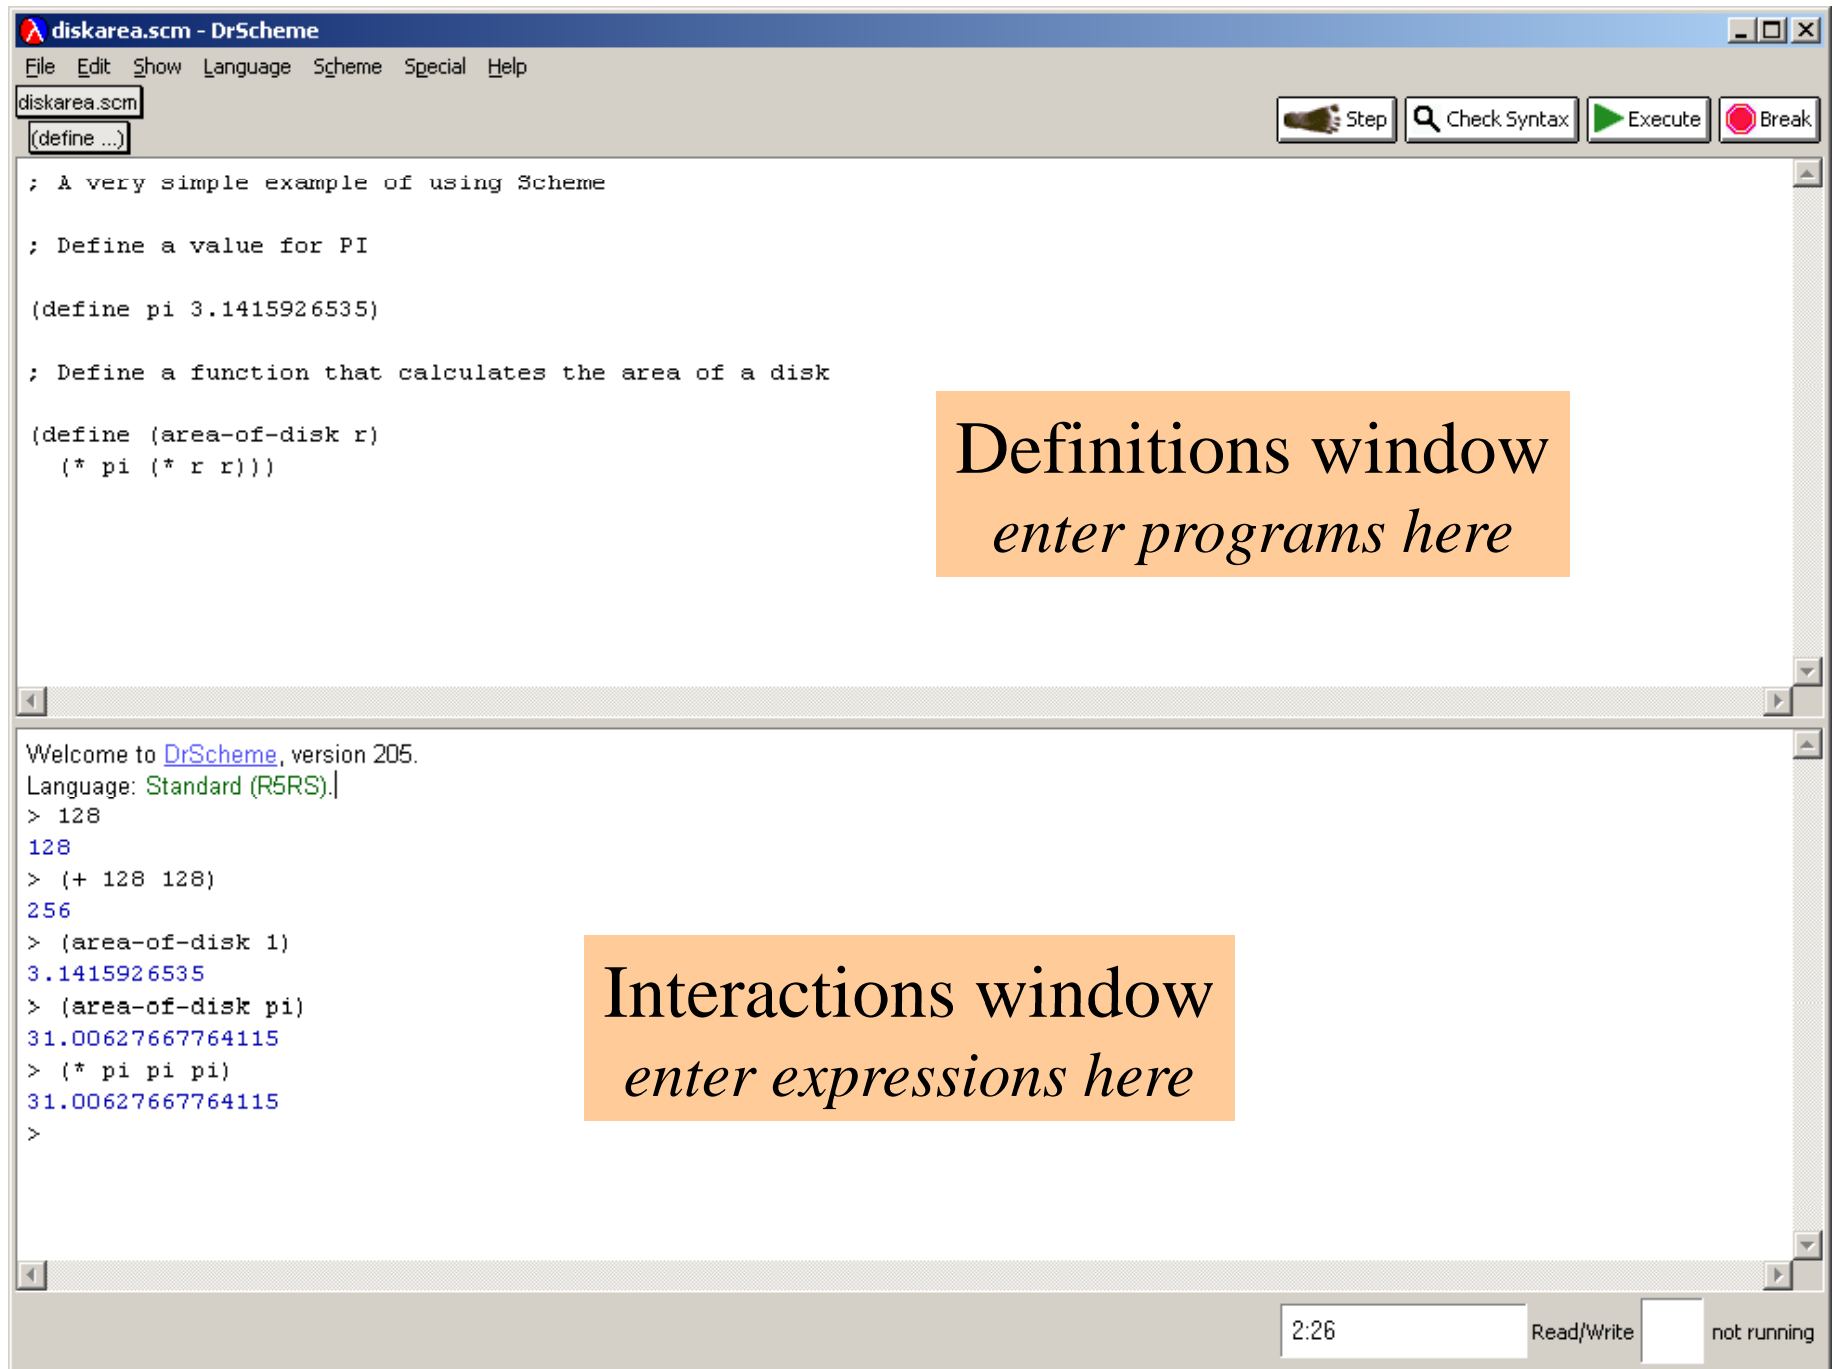 diskarea.scm - DrScheme
File Edit Show Language Scheme Special Help
diskarea.scm
(define ...)
Step Check Syntax Execute Break
; A very simple example of using Scheme
; Define a value for PI
(define pi 3.1415926535)
; Define a function that calculates the area of a disk
(define (area-of-disk r)
  (* pi (* r r)))
Definitions window
enter programs here
Welcome to DrScheme, version 205.
Language: Standard (R5RS).
> 128
128
> (+ 128 128)
256
> (area-of-disk 1)
3.1415926535
> (area-of-disk pi)
31.00627667764115
> (* pi pi pi)
31.00627667764115
>
Interactions window
enter expressions here
2:26 Read/Write not running